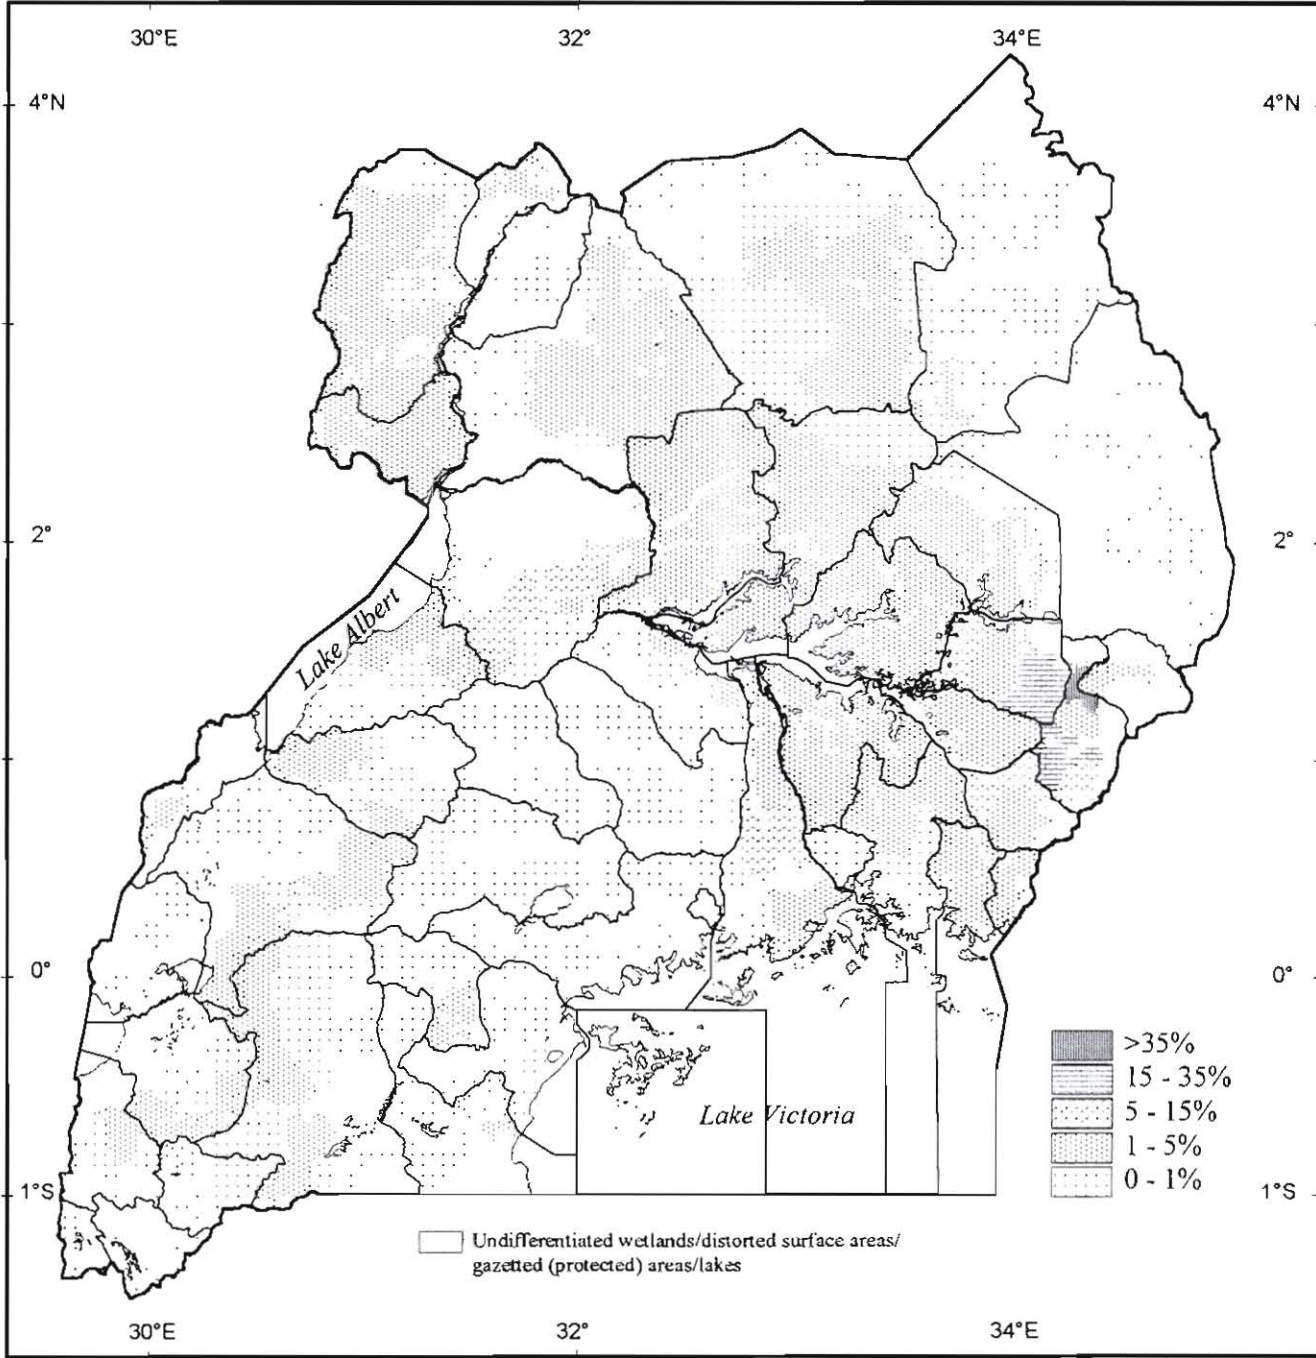 30°E 32° 34°E
4°N 4°N
2° 2°
Lake Albert
0° 0°
>35%
15 - 35%
Lake Victoria
5 - 15%
1 - 5%
0 - 1%
1°S 1°S
Undifferentiated wetlands/distorted surface areas/
gazetted (protected) areas/lakes
30°E 32° 34°E